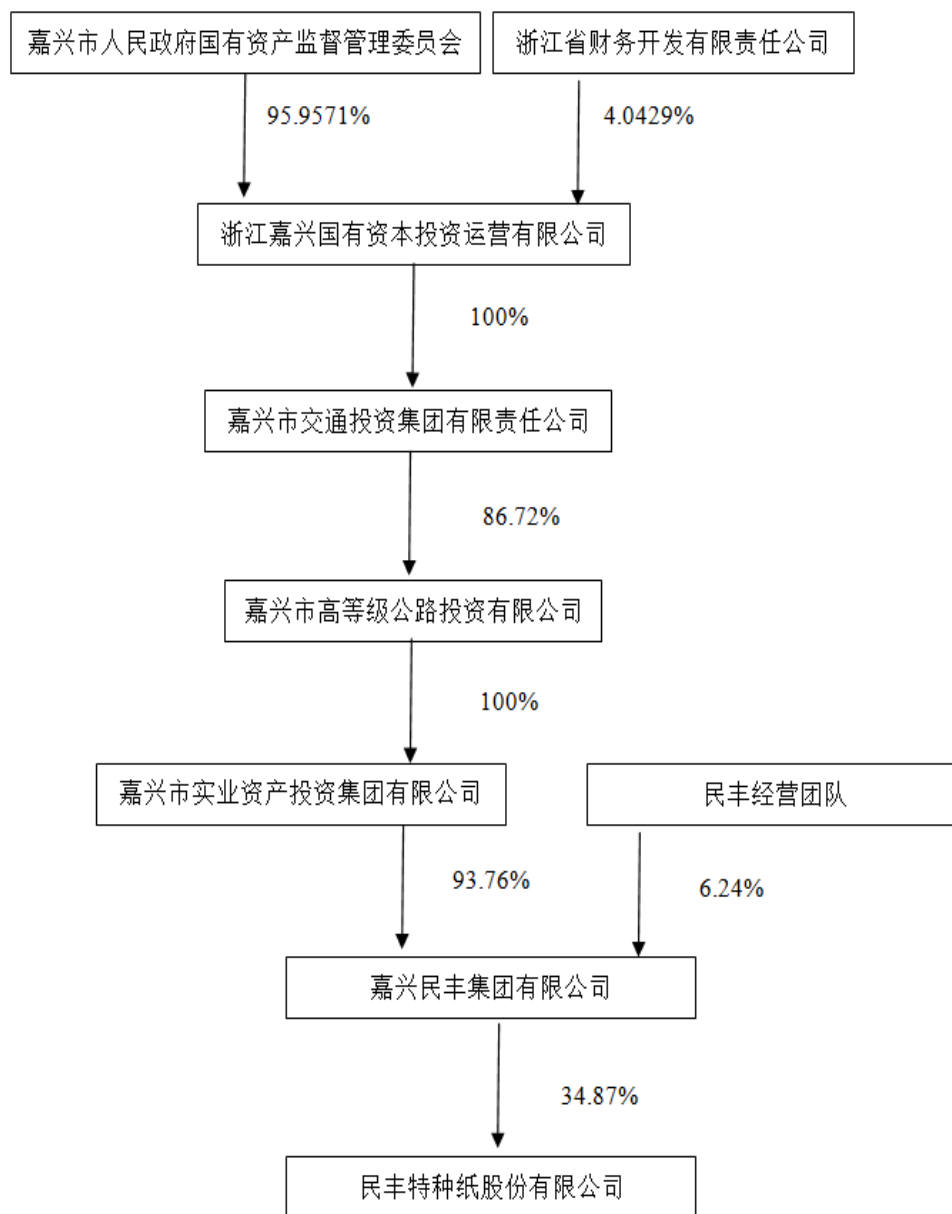 嘉兴市人民政府国有资产监督管理委员会
浙江省财务开发有限责任公司
95.9571%
4.0429%
浙江嘉兴国有资本投资运营有限公司
100%
嘉兴市交通投资集团有限责任公司
86.72%
嘉兴市高等级公路投资有限公司
100%
嘉兴市实业资产投资集团有限公司
民丰经营团队
93.76%
6.24%
嘉兴民丰集团有限公司
34.87%
民丰特种纸股份有限公司